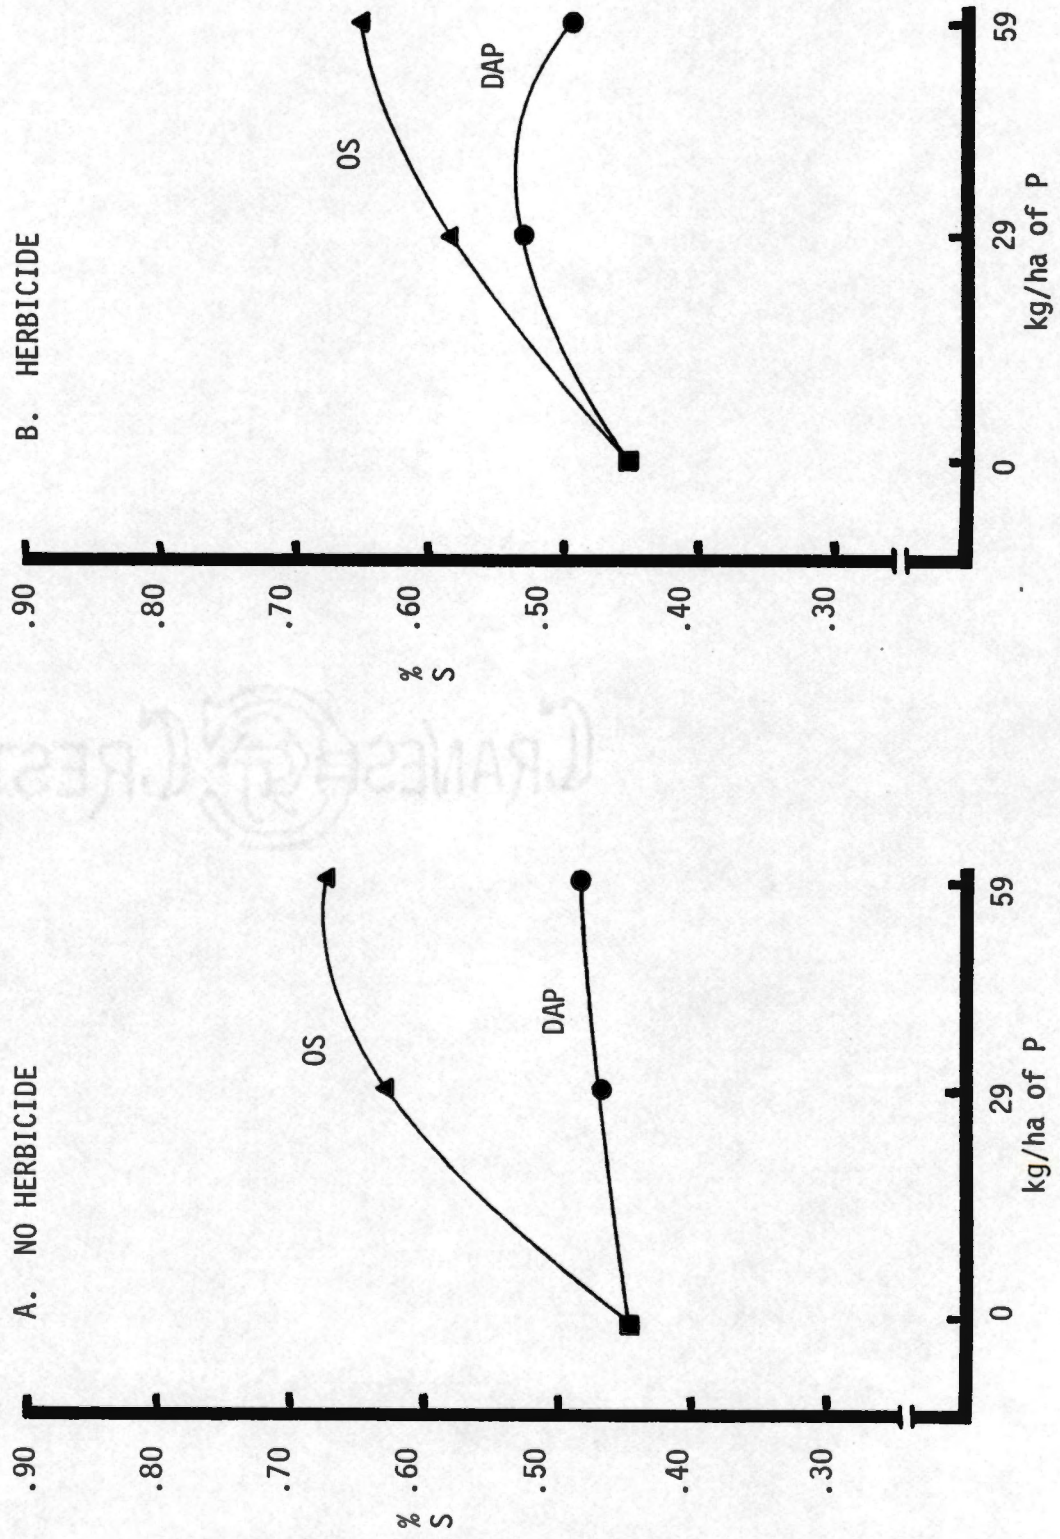 A. NO HERBICIDE
.90
.80
.70
.60
.50
.40
.30
%
S
OS
DAP
0
29
59
kg/ha of P
B. HERBICIDE
.90
.80
.70
.60
.50
.40
.30
%
S
OS
DAP
0
29
59
kg/ha of P